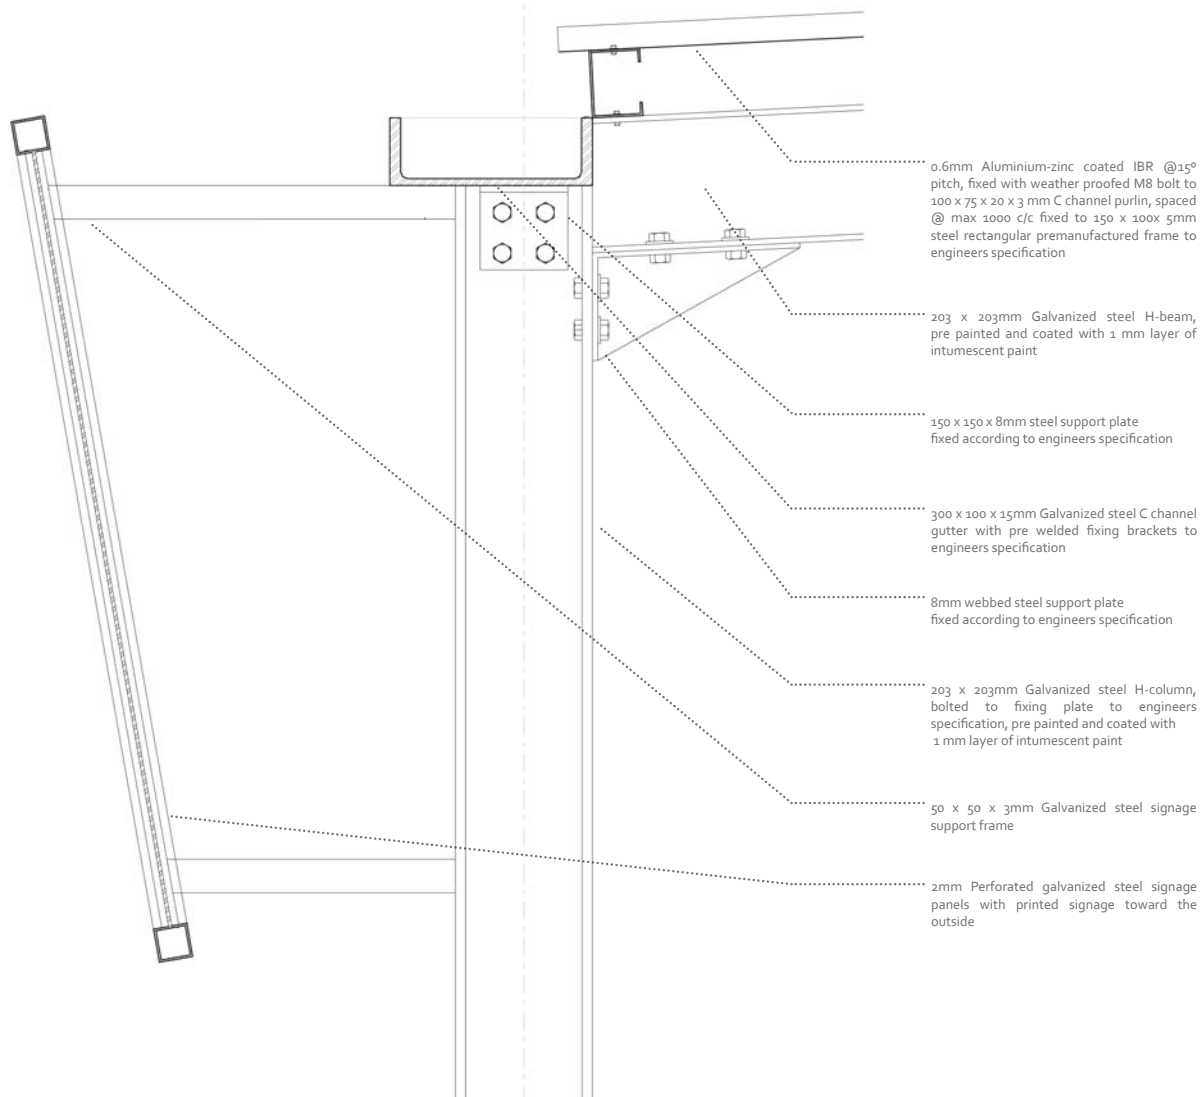 0.6mm Aluminium-zinc coated IBR @15º
pitch, fixed with weather proofed M8 bolt to
100 x 75 x 20 x 3 mm C channel purlin, spaced
@ max 1000 c/c fixed to 150 x 100x 5mm
steel rectangular premanufactured frame to
engineers specification
203 x 203mm Galvanized steel H-beam,
pre painted and coated with 1 mm layer of
intumescent paint
150 x 150 x 8mm steel support plate
fixed according to engineers specification
300 x 100 x 15mm Galvanized steel C channel
gutter with pre welded fixing brackets to
engineers specification
8mm webbed steel support plate
fixed according to engineers specification
203 x 203mm Galvanized steel H-column,
bolted to fixing plate to engineers
specification, pre painted and coated with
1 mm layer of intumescent paint
50 x 50 x 3mm Galvanized steel signage
support frame
2mm Perforated galvanized steel signage
panels with printed signage toward the
outside